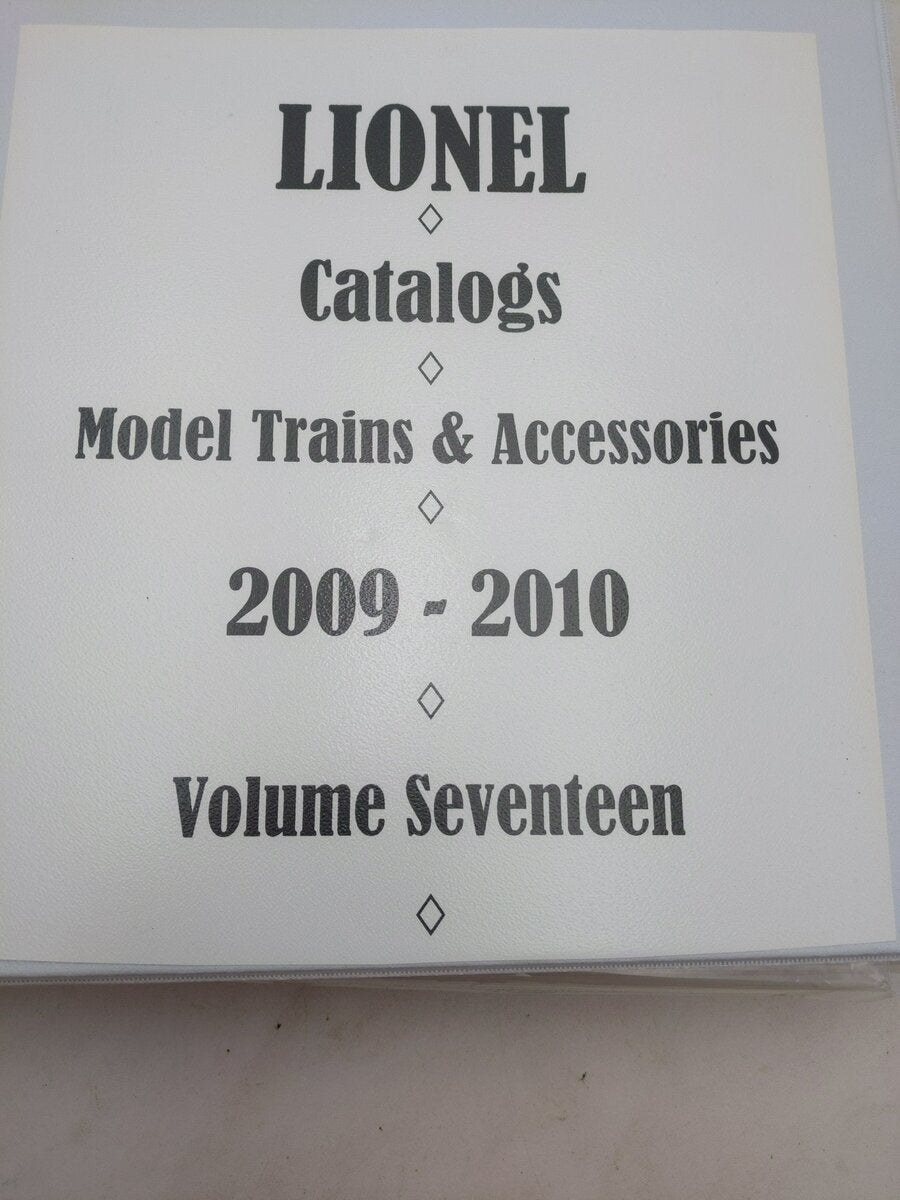 LIONEL
◇
Catalogs
◇
Model Trains & Accessories
◇
2009 - 2010
◇
Volume Seventeen
◇